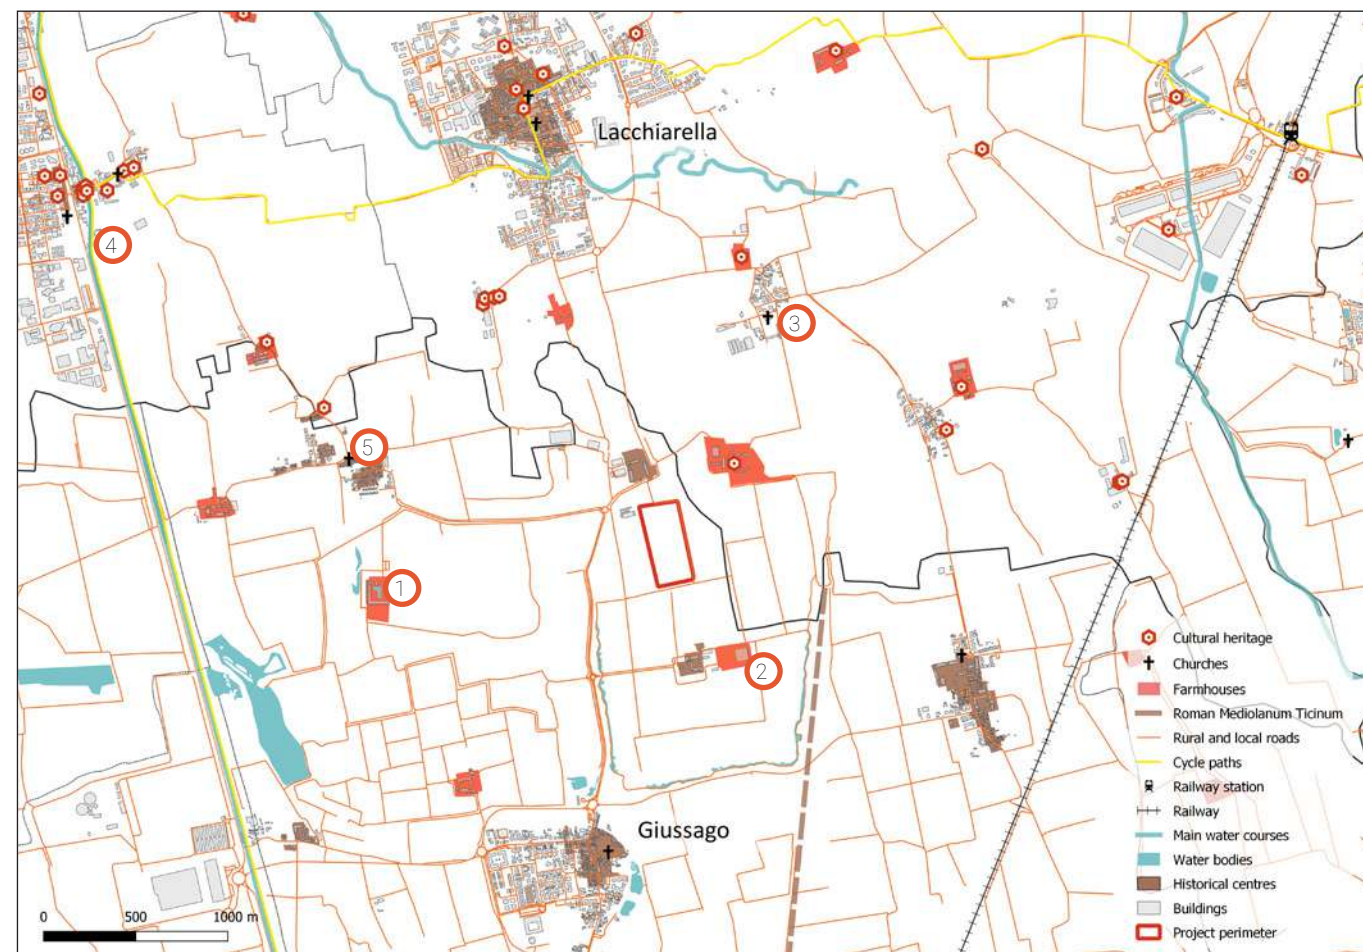 Lacchiarella
4
3
5
1
2
Giussago
Cultural heritage
Churches
Farmhouses
Roman Mediolanum Ticinum
Rural and local roads
Cycle paths
Railway station
Railway
Main water courses
Water bodies
Historical centres
Buildings
Project perimeter
0 500 1000 m